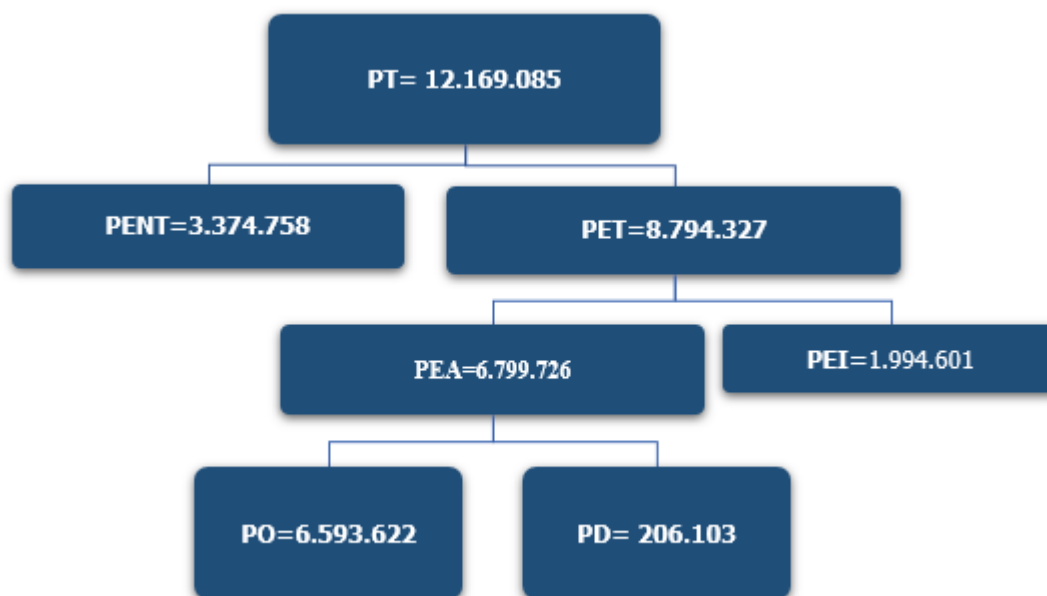 PT= 12.169.085
PENT=3.374.758
PET=8.794.327
PEA=6.799.726
PEI=1.994.601
PO=6.593.622
PD= 206.103